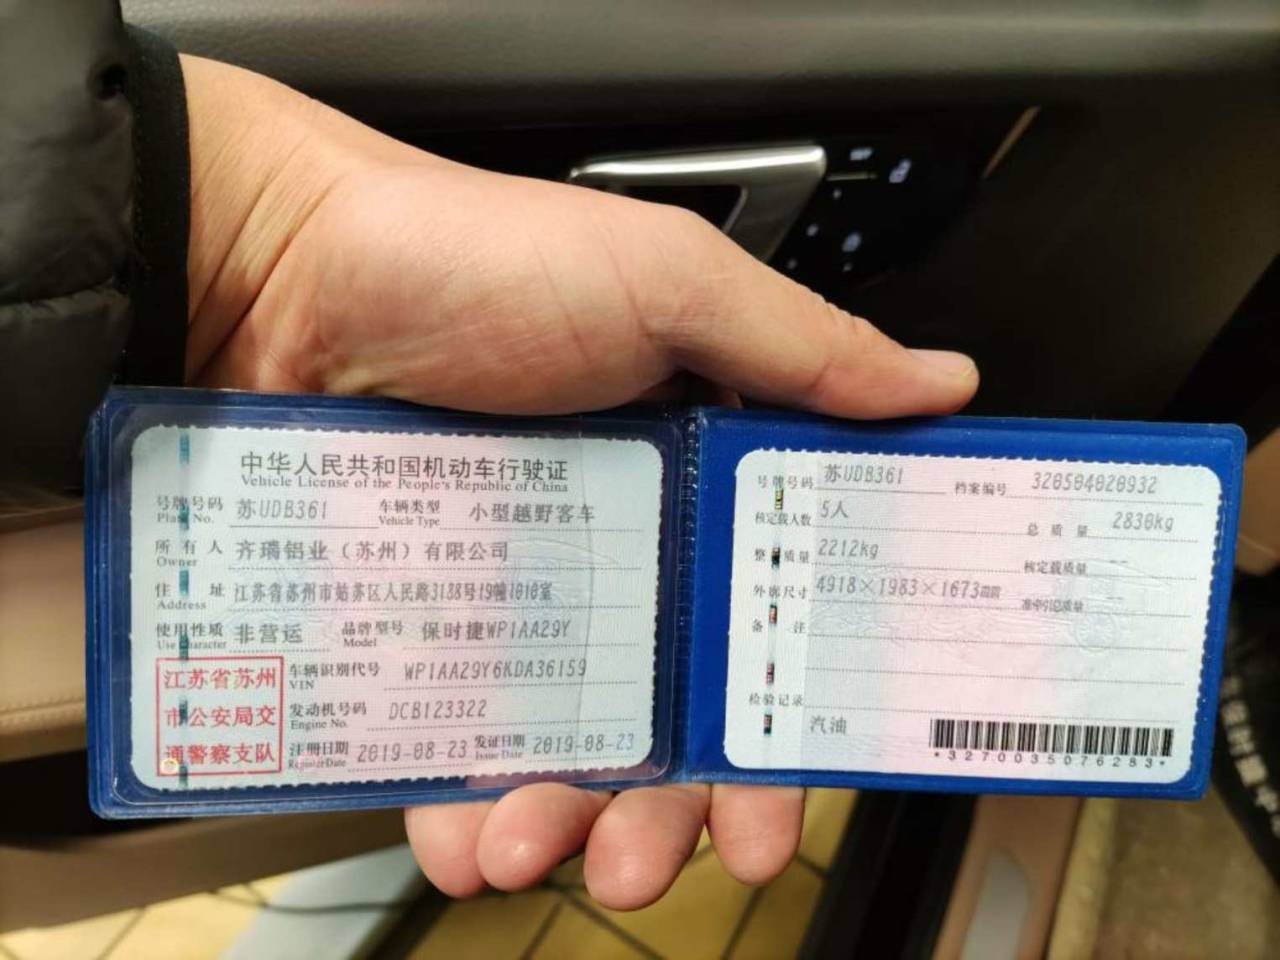 中华人民共和国机动车行驶证
Vehicle License of the People's Republic of China
号牌号码 苏UDB361 车辆类型 小型越野客车
Plate No. Vehicle Type
所有人 齐瑞铝业（苏州）有限公司
Owner
住址 江苏省苏州市姑苏区人民路3188号19幢1010室
Address
使用性质 非营运 品牌型号 保时捷WP1AA29Y
Use Character Model
江苏省苏州
市公安局交
通警察支队
车辆识别代号 WP1AA29Y6KDA36159
VIN
发动机号码 DCB123322
Engine No.
注册日期 2019-08-23 发证日期 2019-08-23
Register Date Issue Date
号牌号码 苏UDB361 档案编号 320504020932
核定载人数 5人 总质量 2830kg
整备质量 2212kg 核定载质量 --
外廓尺寸 4918×1983×1673mm 准牵引总质量 --
备注
检验记录
汽油
*3270035076283*